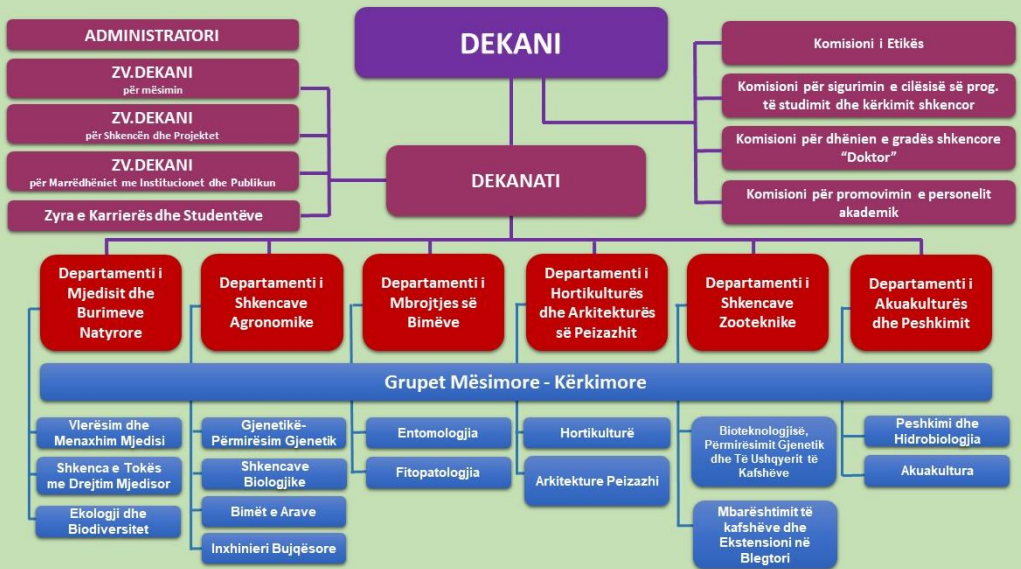 DEKANI
ADMINISTRATORI
ZV.DEKANI
për mësimin
ZV.DEKANI
për Shkencën dhe Projektet
ZV.DEKANI
për Marrëdhëniet me Institucionet dhe Publikun
Zyra e Karrierës dhe Studentëve
DEKANATI
Komisioni i Etikës
Komisioni për sigurimin e cilësisë së prog.
të studimit dhe kërkimit shkencor
Komisioni për dhënien e gradës shkencore
“Doktor”
Komisioni për promovimin e personelit
akademik
Departamenti i
Mjedisit dhe
Burimeve
Natyrore
Departamenti i
Shkencave
Agronomike
Departamenti i
Mbrojtjes së
Bimëve
Departamenti i
Hortikulturës
dhe Arkitekturës
së Peizazhit
Departamenti i
Shkencave
Zooteknike
Departamenti i
Akuakulturës
dhe Peshkimit
Grupet Mësimore - Kërkimore
Vlerësim dhe
Menaxhim Mjedisi
Shkenca e Tokës
me Drejtim Mjedisor
Ekologji dhe
Biodiversitet
Gjenetikë-
Përmirësim Gjenetik
Shkencave
Biologjike
Bimët e Arave
Inxhinieri Bujqësore
Entomologjia
Fitopatologjia
Hortikulturë
Arkitekture Peizazhi
Bioteknologjisë,
Përmirësimit Gjenetik
dhe Të Ushqyerit të
Kafshëve
Mbarështimit të
kafshëve dhe
Ekstensioni në
Blegtori
Peshkimi dhe
Hidrobiologjia
Akuakultura